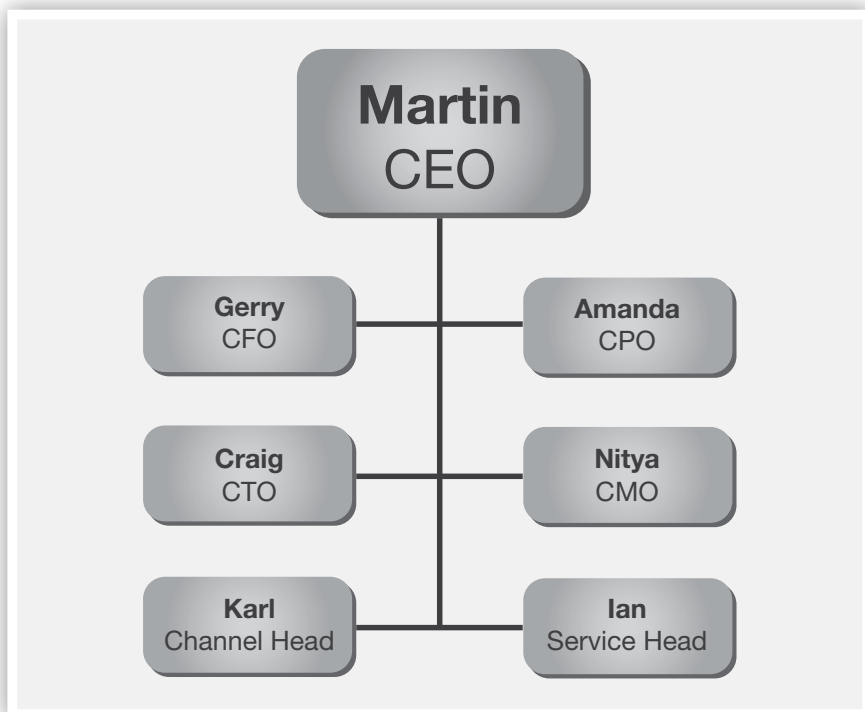 Martin
CEO
Gerry
CFO
Amanda
CPO
Craig
CTO
Nitya
CMO
Karl
Channel Head
Ian
Service Head